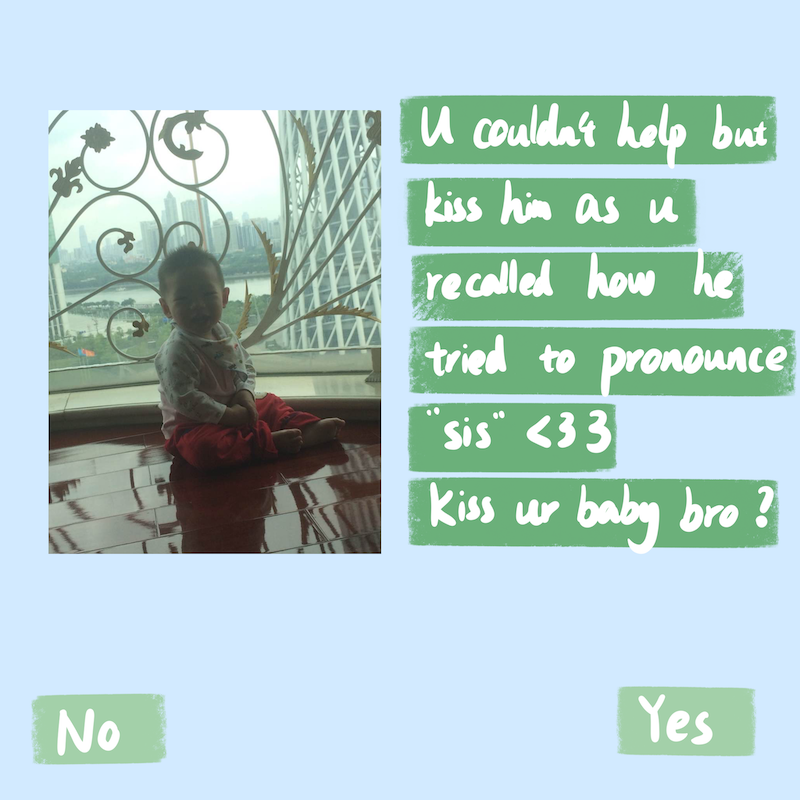 U couldn't help but
kiss him as u
recalled how he
tried to pronounce
"sis" <33
Kiss ur baby bro?
No
Yes